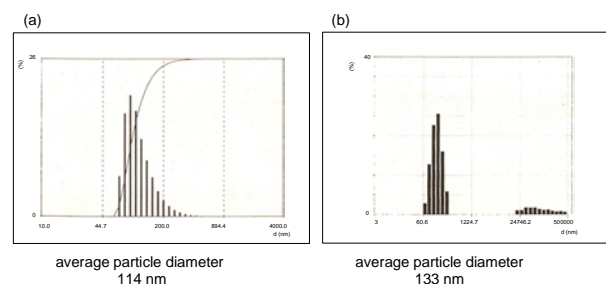 (a)
(b)
26
(%)
0
10.0 44.7 200.0 894.4 4000.0
d (nm)
40
(%)
0
3 60.6 1224.7 24746.2 500000
d (nm)
average particle diameter
114 nm
average particle diameter
133 nm